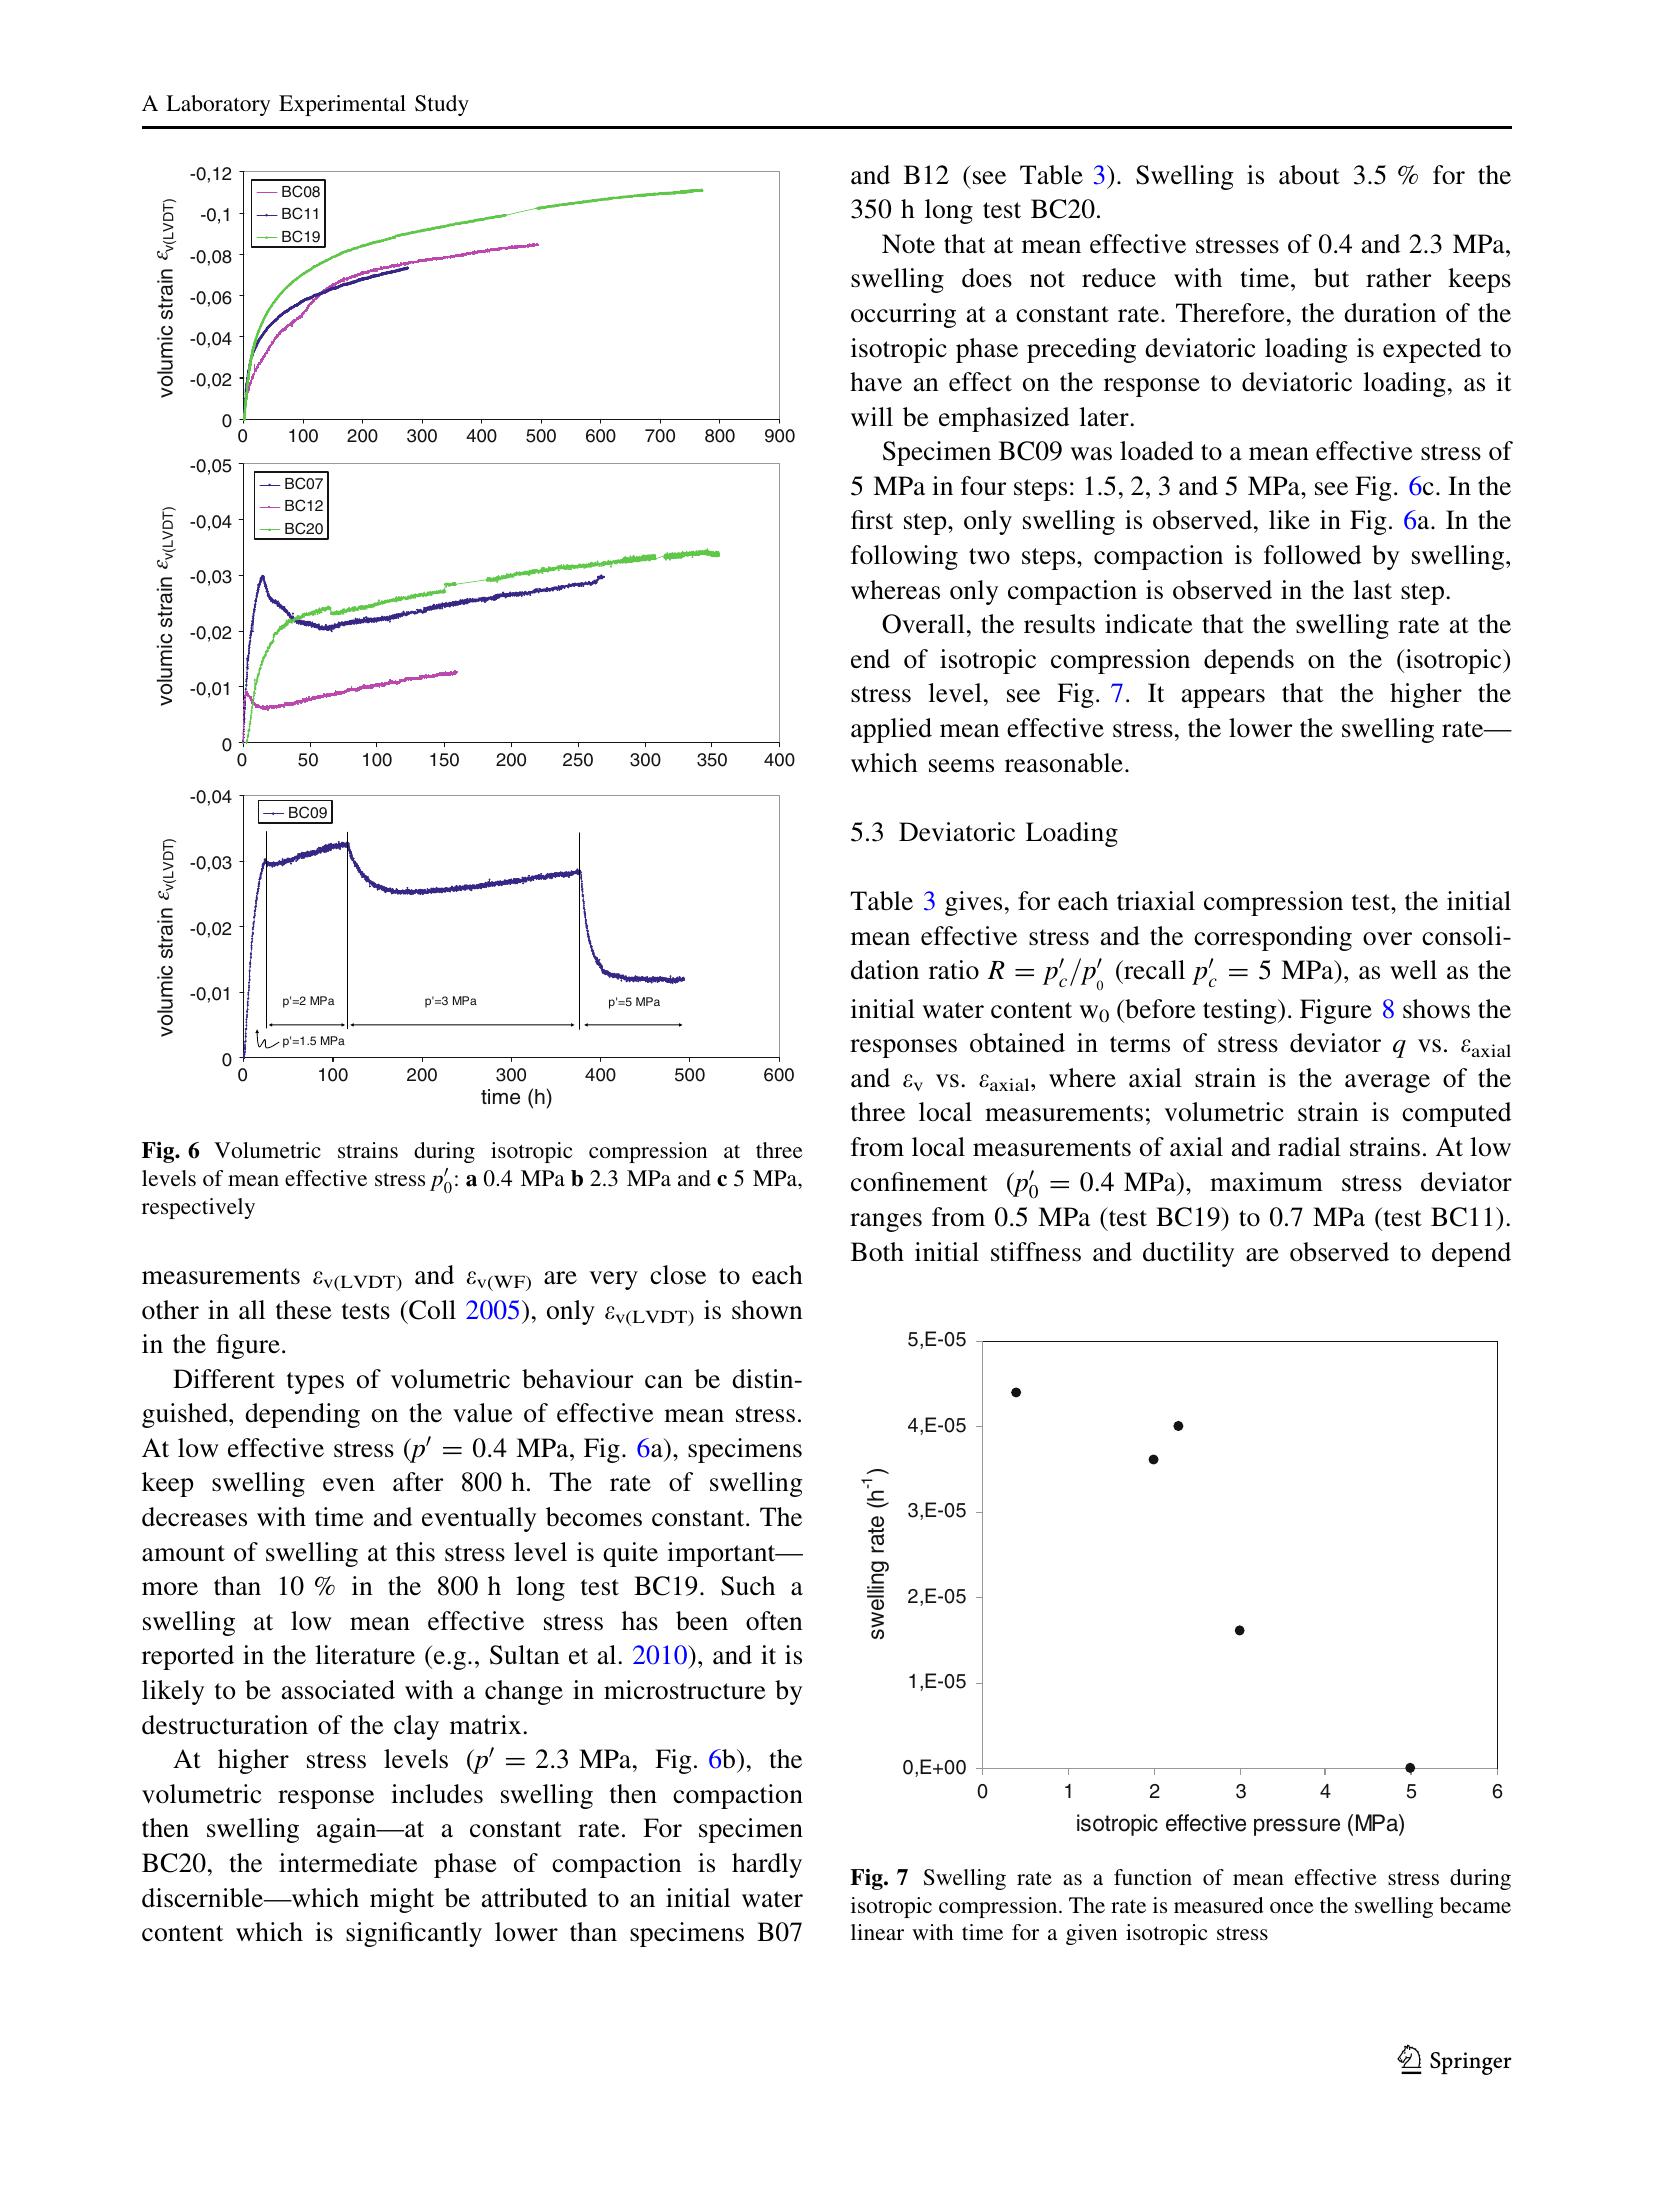 A Laboratory Experimental Study
-0,12
-0,1
-0,08
-0,06
-0,04
-0,02
0
volumic strain εv(LVDT)
BC08
BC11
BC19
0 100 200 300 400 500 600 700 800 900
-0,05
-0,04
-0,03
-0,02
-0,01
0
volumic strain εv(LVDT)
BC07
BC12
BC20
0 50 100 150 200 250 300 350 400
-0,04
-0,03
-0,02
-0,01
0
volumic strain εv(LVDT)
BC09
p'=2 MPa
p'=3 MPa
p'=5 MPa
p'=1.5 MPa
0 100 200 300 400 500 600
time (h)
Fig. 6 Volumetric strains during isotropic compression at three
levels of mean effective stress p′0: a 0.4 MPa b 2.3 MPa and c 5 MPa,
respectively
measurements εv(LVDT) and εv(WF) are very close to each
other in all these tests (Coll 2005), only εv(LVDT) is shown
in the figure.
Different types of volumetric behaviour can be distin-
guished, depending on the value of effective mean stress.
At low effective stress (p′ = 0.4 MPa, Fig. 6a), specimens
keep swelling even after 800 h. The rate of swelling
decreases with time and eventually becomes constant. The
amount of swelling at this stress level is quite important—
more than 10 % in the 800 h long test BC19. Such a
swelling at low mean effective stress has been often
reported in the literature (e.g., Sultan et al. 2010), and it is
likely to be associated with a change in microstructure by
destructuration of the clay matrix.
At higher stress levels (p′ = 2.3 MPa, Fig. 6b), the
volumetric response includes swelling then compaction
then swelling again—at a constant rate. For specimen
BC20, the intermediate phase of compaction is hardly
discernible—which might be attributed to an initial water
content which is significantly lower than specimens B07
and B12 (see Table 3). Swelling is about 3.5 % for the
350 h long test BC20.
Note that at mean effective stresses of 0.4 and 2.3 MPa,
swelling does not reduce with time, but rather keeps
occurring at a constant rate. Therefore, the duration of the
isotropic phase preceding deviatoric loading is expected to
have an effect on the response to deviatoric loading, as it
will be emphasized later.
Specimen BC09 was loaded to a mean effective stress of
5 MPa in four steps: 1.5, 2, 3 and 5 MPa, see Fig. 6c. In the
first step, only swelling is observed, like in Fig. 6a. In the
following two steps, compaction is followed by swelling,
whereas only compaction is observed in the last step.
Overall, the results indicate that the swelling rate at the
end of isotropic compression depends on the (isotropic)
stress level, see Fig. 7. It appears that the higher the
applied mean effective stress, the lower the swelling rate—
which seems reasonable.
5.3 Deviatoric Loading
Table 3 gives, for each triaxial compression test, the initial
mean effective stress and the corresponding over consoli-
dation ratio R = p′c/p′0 (recall p′c = 5 MPa), as well as the
initial water content w0 (before testing). Figure 8 shows the
responses obtained in terms of stress deviator q vs. εaxial
and εv vs. εaxial, where axial strain is the average of the
three local measurements; volumetric strain is computed
from local measurements of axial and radial strains. At low
confinement (p′0 = 0.4 MPa), maximum stress deviator
ranges from 0.5 MPa (test BC19) to 0.7 MPa (test BC11).
Both initial stiffness and ductility are observed to depend
5,E-05
4,E-05
3,E-05
2,E-05
1,E-05
0,E+00
swelling rate (h-1)
0 1 2 3 4 5 6
isotropic effective pressure (MPa)
Fig. 7 Swelling rate as a function of mean effective stress during
isotropic compression. The rate is measured once the swelling became
linear with time for a given isotropic stress
Springer